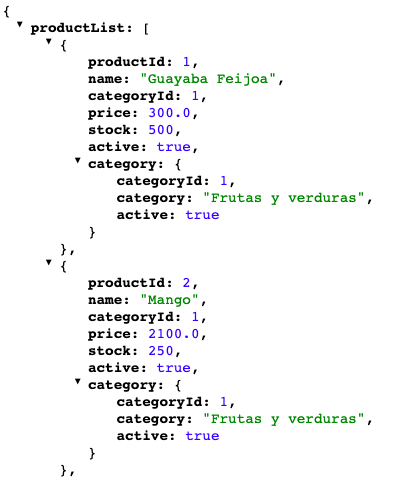 {
productList: [
{
productId: 1,
name: "Guayaba Feijoa",
categoryId: 1,
price: 300.0,
stock: 500,
active: true,
category: {
categoryId: 1,
category: "Frutas y verduras",
active: true
}
},
{
productId: 2,
name: "Mango",
categoryId: 1,
price: 2100.0,
stock: 250,
active: true,
category: {
categoryId: 1,
category: "Frutas y verduras",
active: true
}
},